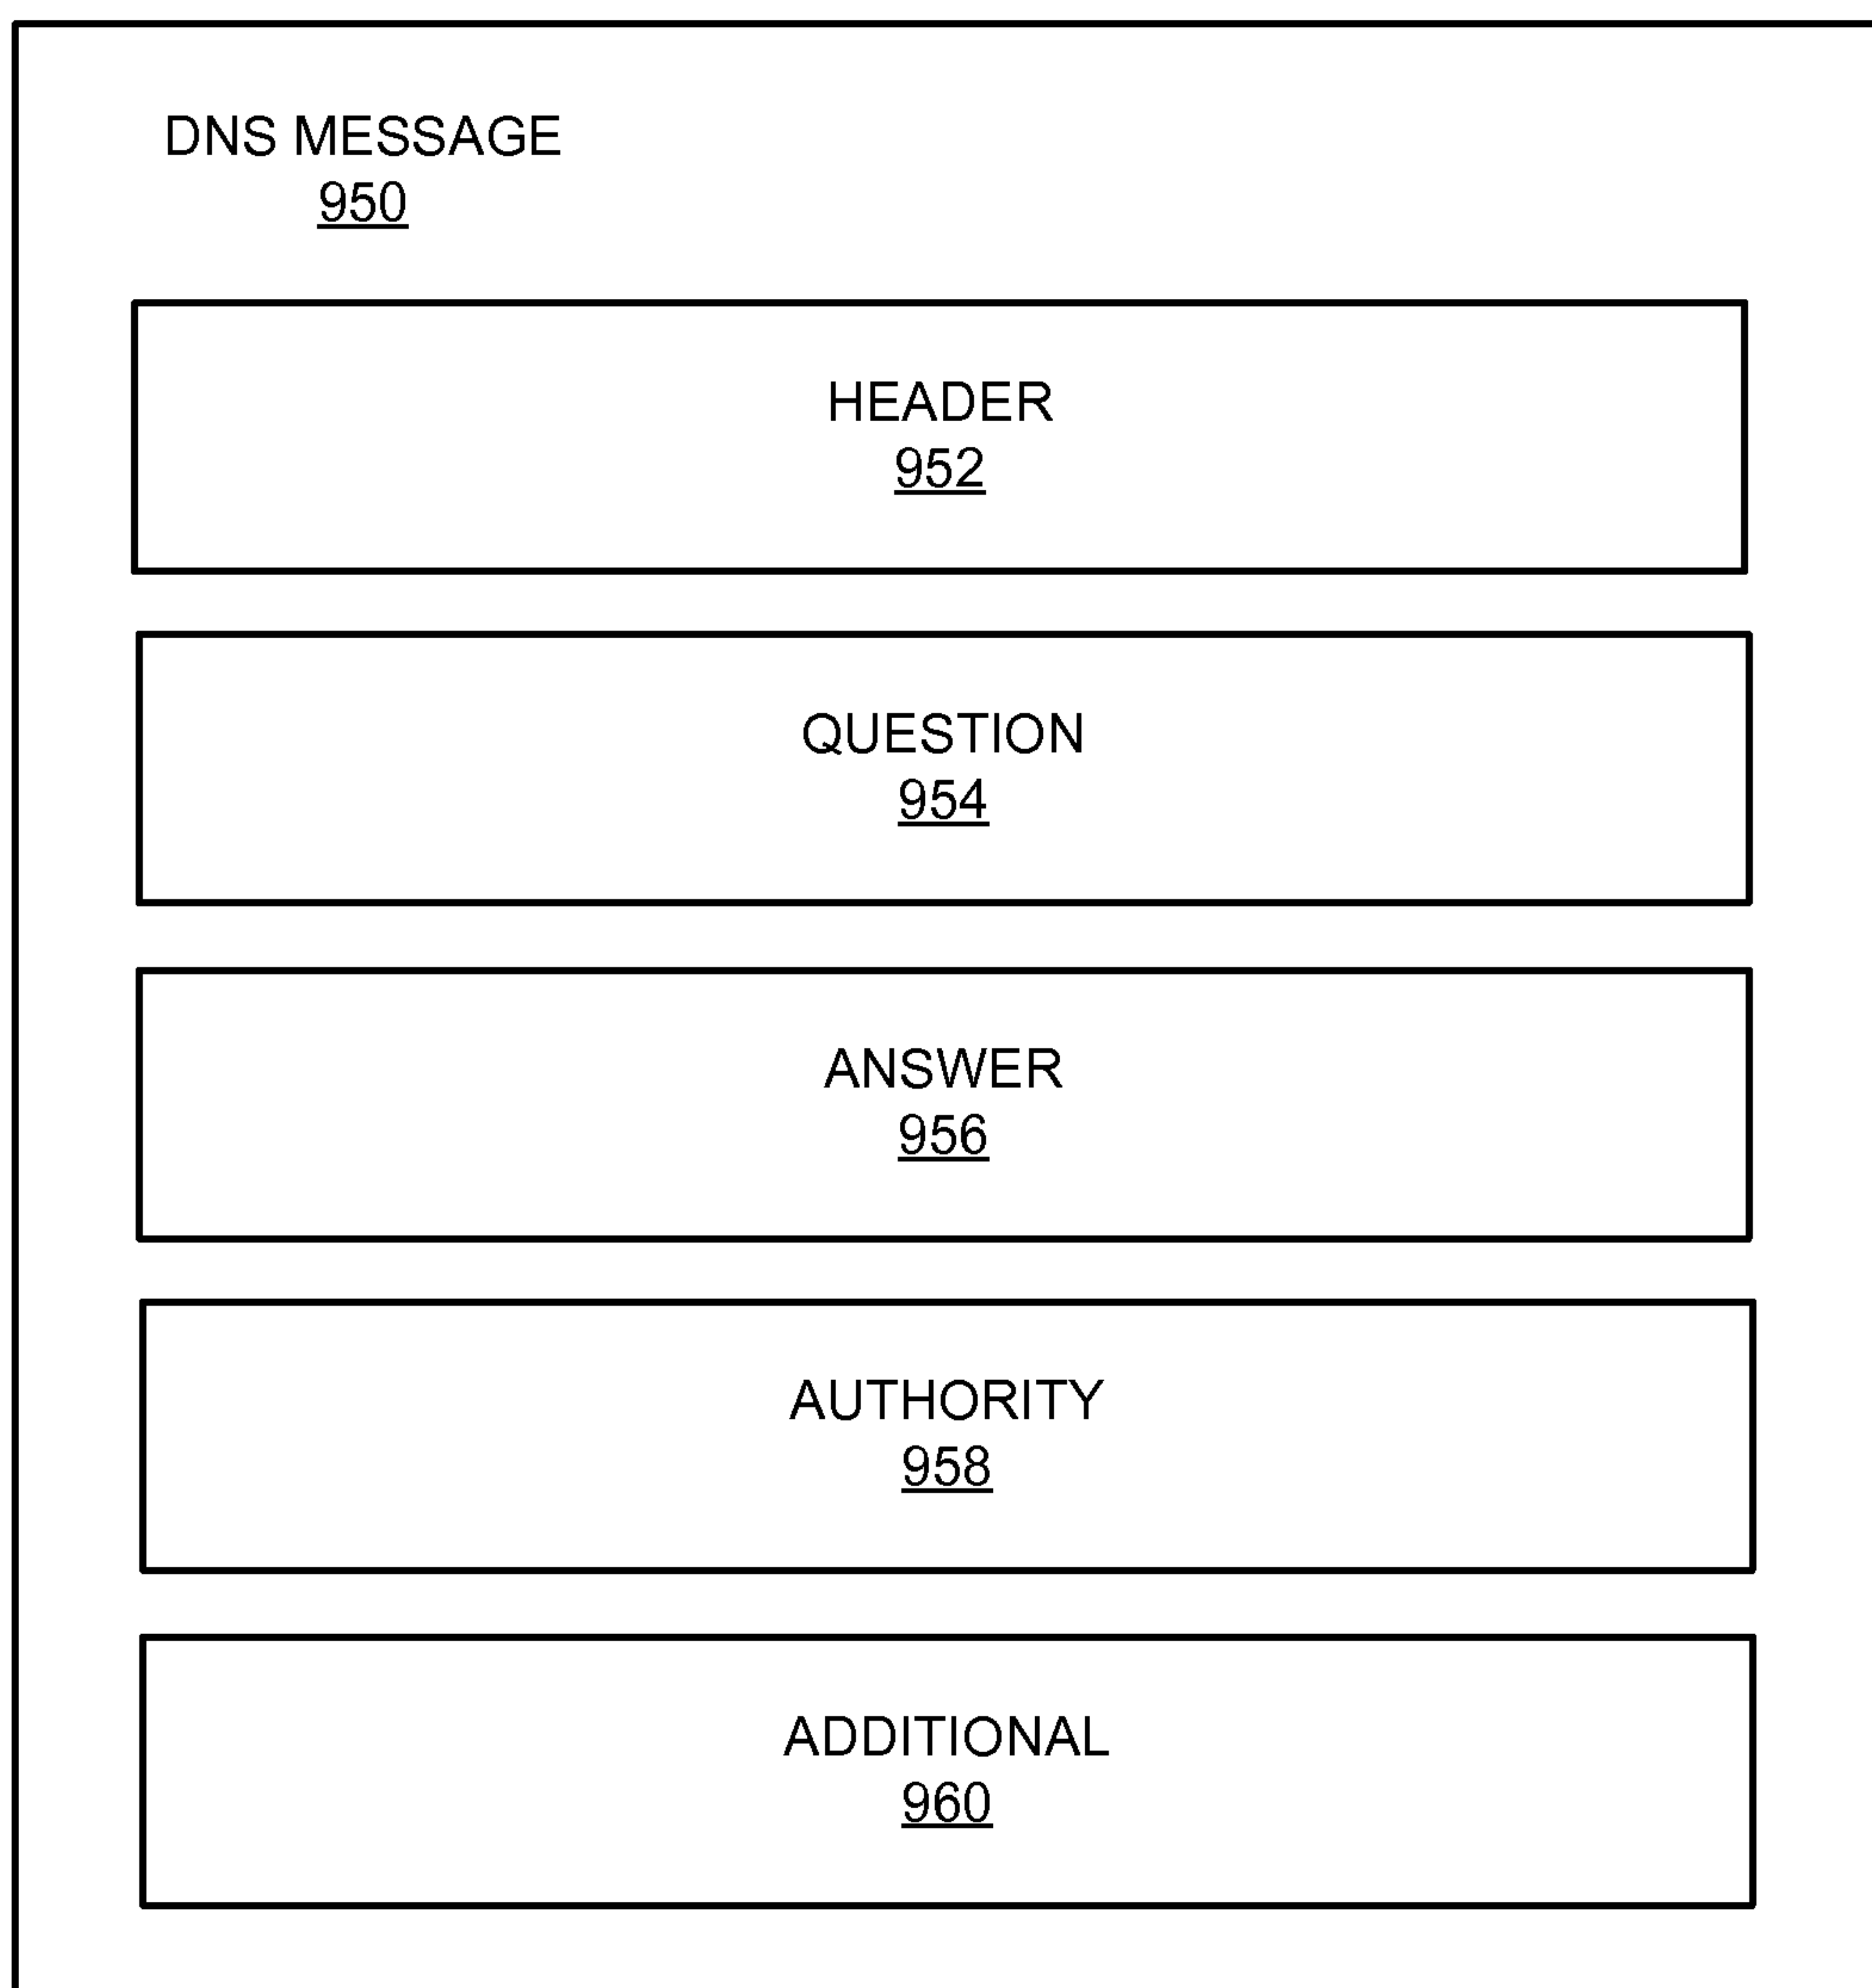 DNS MESSAGE
950
HEADER
952
QUESTION
954
ANSWER
956
AUTHORITY
958
ADDITIONAL
960